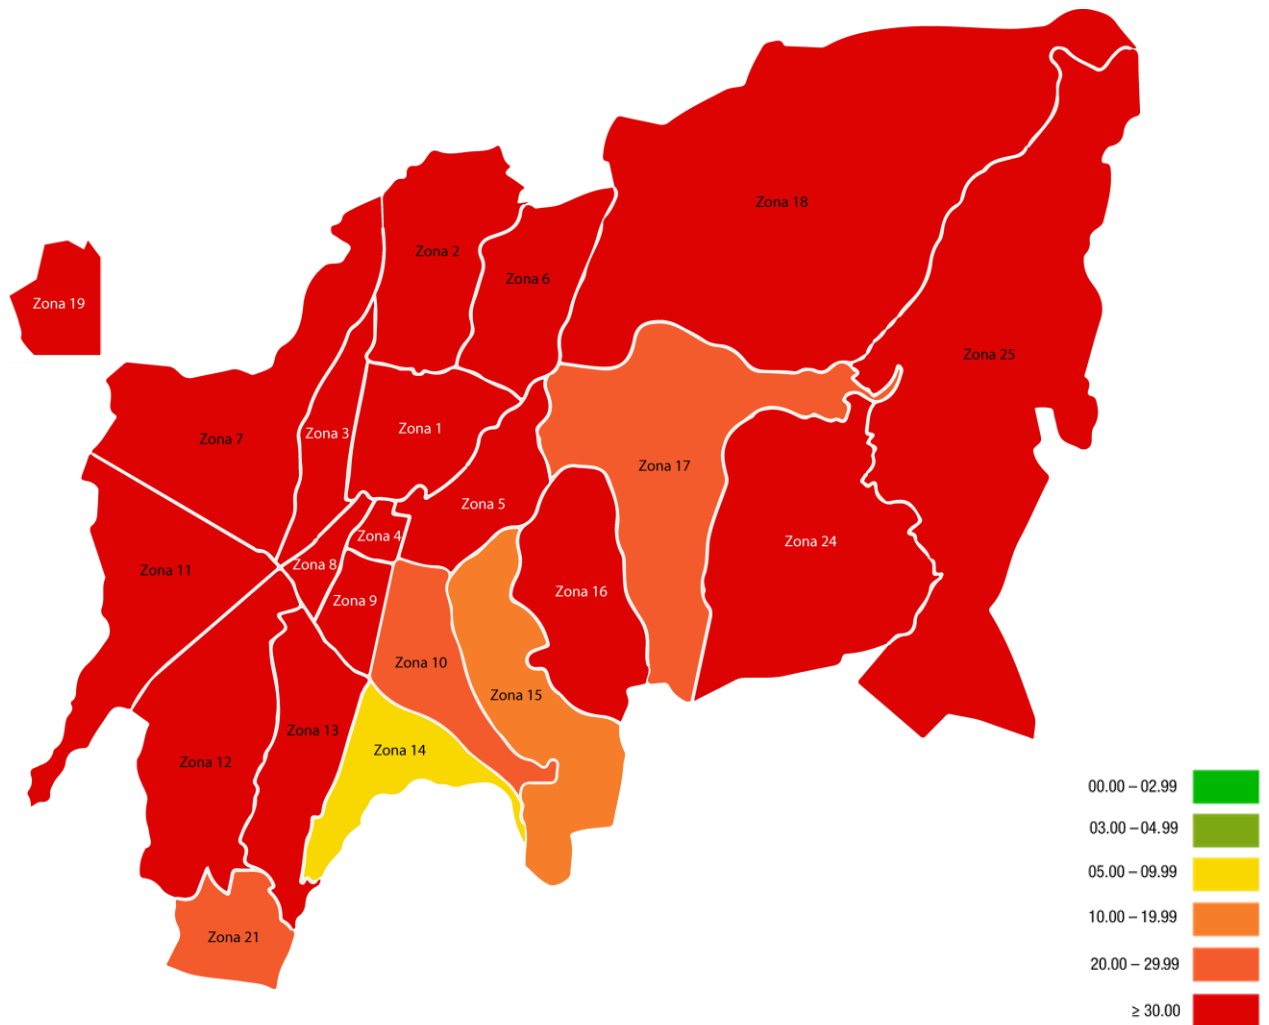 Zona 18
Zona 2
Zona 6
Zona 19
Zona 25
Zona 7
Zona 3
Zona 1
Zona 17
Zona 5
Zona 4
Zona 24
Zona 11
Zona 8
Zona 9
Zona 16
Zona 10
Zona 15
Zona 13
Zona 14
Zona 12
Zona 21
00.00 – 02.99
03.00 – 04.99
05.00 – 09.99
10.00 – 19.99
20.00 – 29.99
≥ 30.00